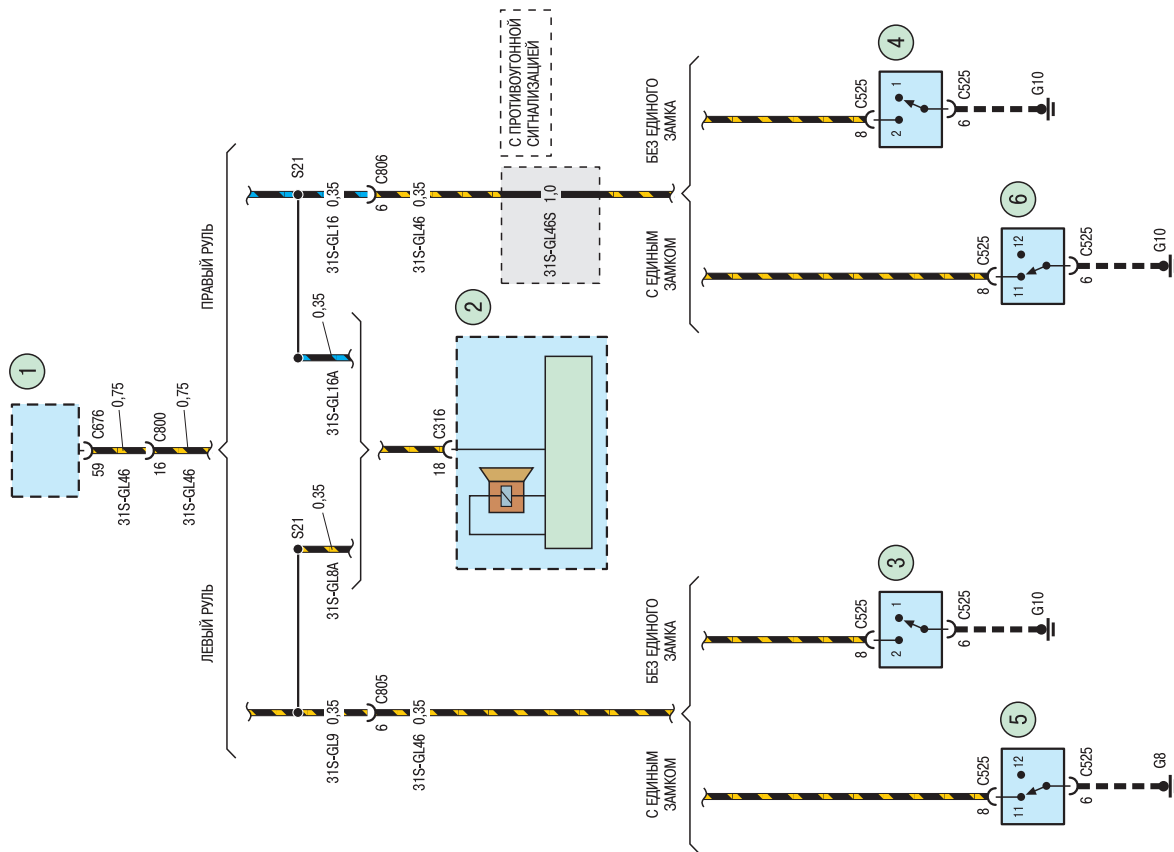 1
59
C676
31S-GL46
0,75
16
C800
31S-GL46
0,75
ЛЕВЫЙ РУЛЬ
ПРАВЫЙ РУЛЬ
S21
S21
31S-GL9
0,35
6
C805
31S-GL46
0,35
31S-GL8A
0,35
31S-GL16A
0,35
31S-GL16
0,35
6
C806
31S-GL46
0,35
С ПРОТИВОУГОННОЙ
СИГНАЛИЗАЦИЕЙ
31S-GL46S
1,0
18
C316
2
С ЕДИНЫМ
ЗАМКОМ
БЕЗ ЕДИНОГО
ЗАМКА
С ЕДИНЫМ
ЗАМКОМ
БЕЗ ЕДИНОГО
ЗАМКА
8
C525
3
2
1
6
C525
G10
8
C525
4
2
1
6
C525
G10
8
C525
5
11
12
6
C525
G8
8
C525
6
11
12
6
C525
G10